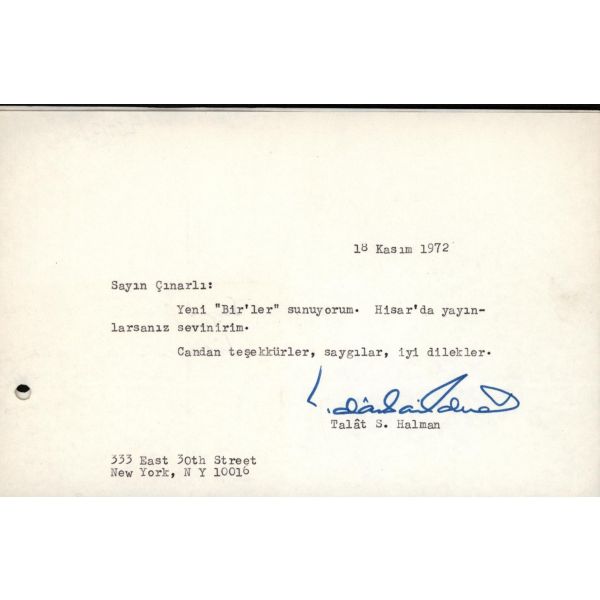 18 Kasım 1972
Sayın Çınarlı:
Yeni "Bir'ler" sunuyorum. Hisar'da yayın-
larsanız sevinirim.
Candan teşekkürler, saygılar, iyi dilekler.
Talât S. Halman
333 East 30th Street
New York, N Y 10016